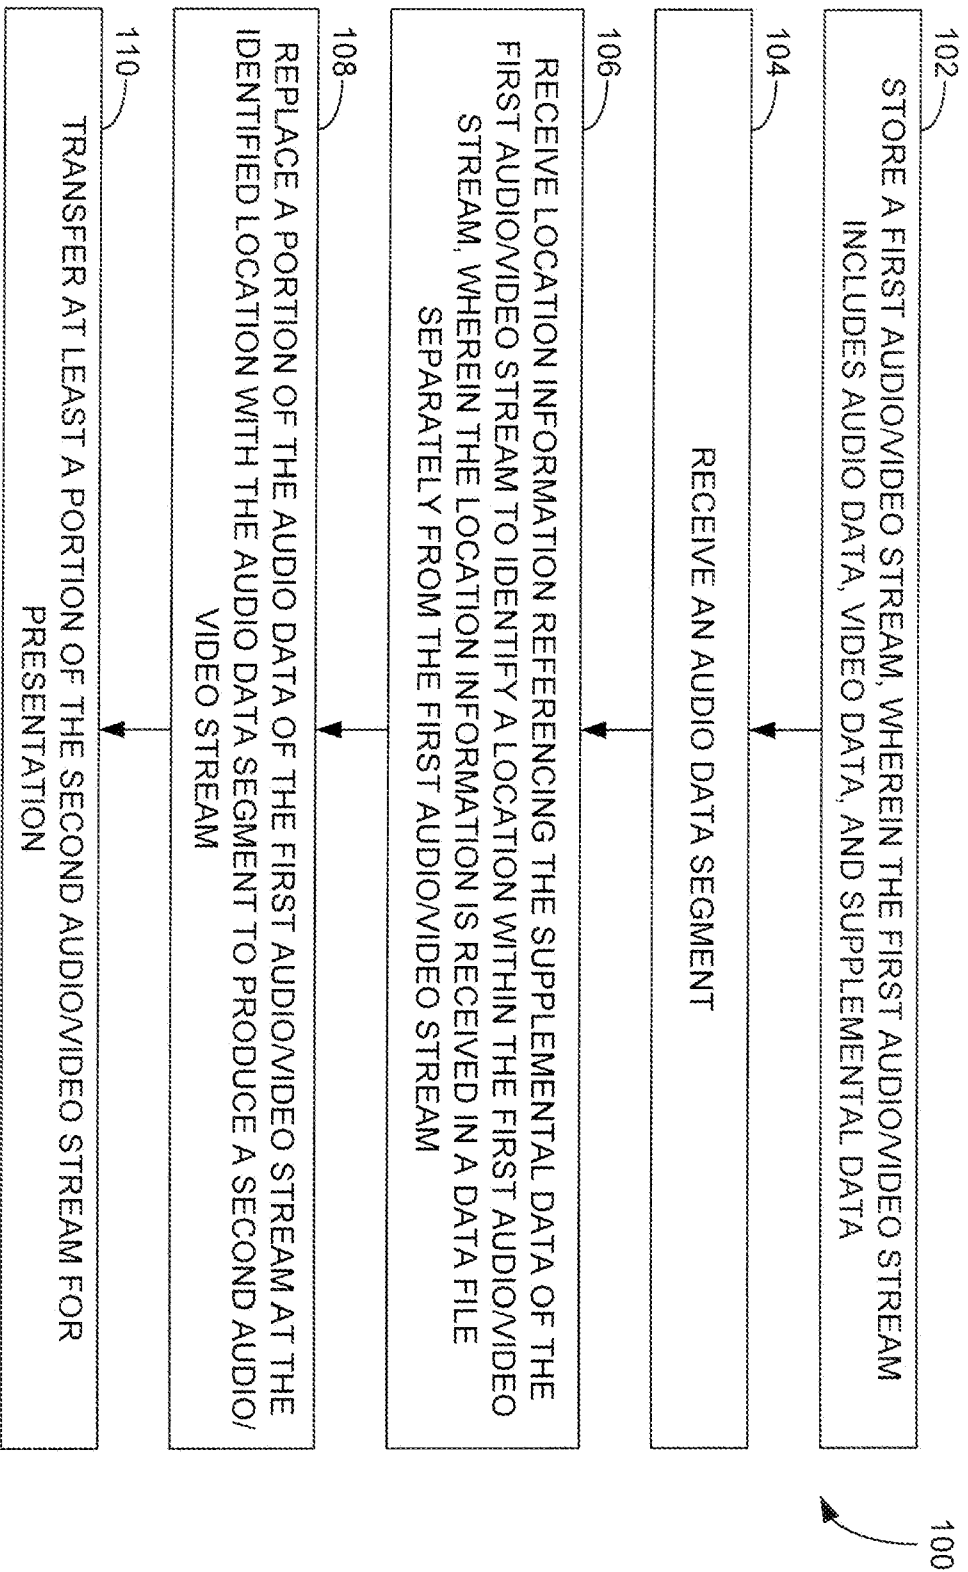 100
102
STORE A FIRST AUDIO/VIDEO STREAM, WHEREIN THE FIRST AUDIO/VIDEO STREAM
INCLUDES AUDIO DATA, VIDEO DATA, AND SUPPLEMENTAL DATA
104
RECEIVE AN AUDIO DATA SEGMENT
106
RECEIVE LOCATION INFORMATION REFERENCING THE SUPPLEMENTAL DATA OF THE
FIRST AUDIO/VIDEO STREAM TO IDENTIFY A LOCATION WITHIN THE FIRST AUDIO/VIDEO
STREAM, WHEREIN THE LOCATION INFORMATION IS RECEIVED IN A DATA FILE
SEPARATELY FROM THE FIRST AUDIO/VIDEO STREAM
108
REPLACE A PORTION OF THE AUDIO DATA OF THE FIRST AUDIO/VIDEO STREAM AT THE
IDENTIFIED LOCATION WITH THE AUDIO DATA SEGMENT TO PRODUCE A SECOND AUDIO/
VIDEO STREAM
110
TRANSFER AT LEAST A PORTION OF THE SECOND AUDIO/VIDEO STREAM FOR
PRESENTATION